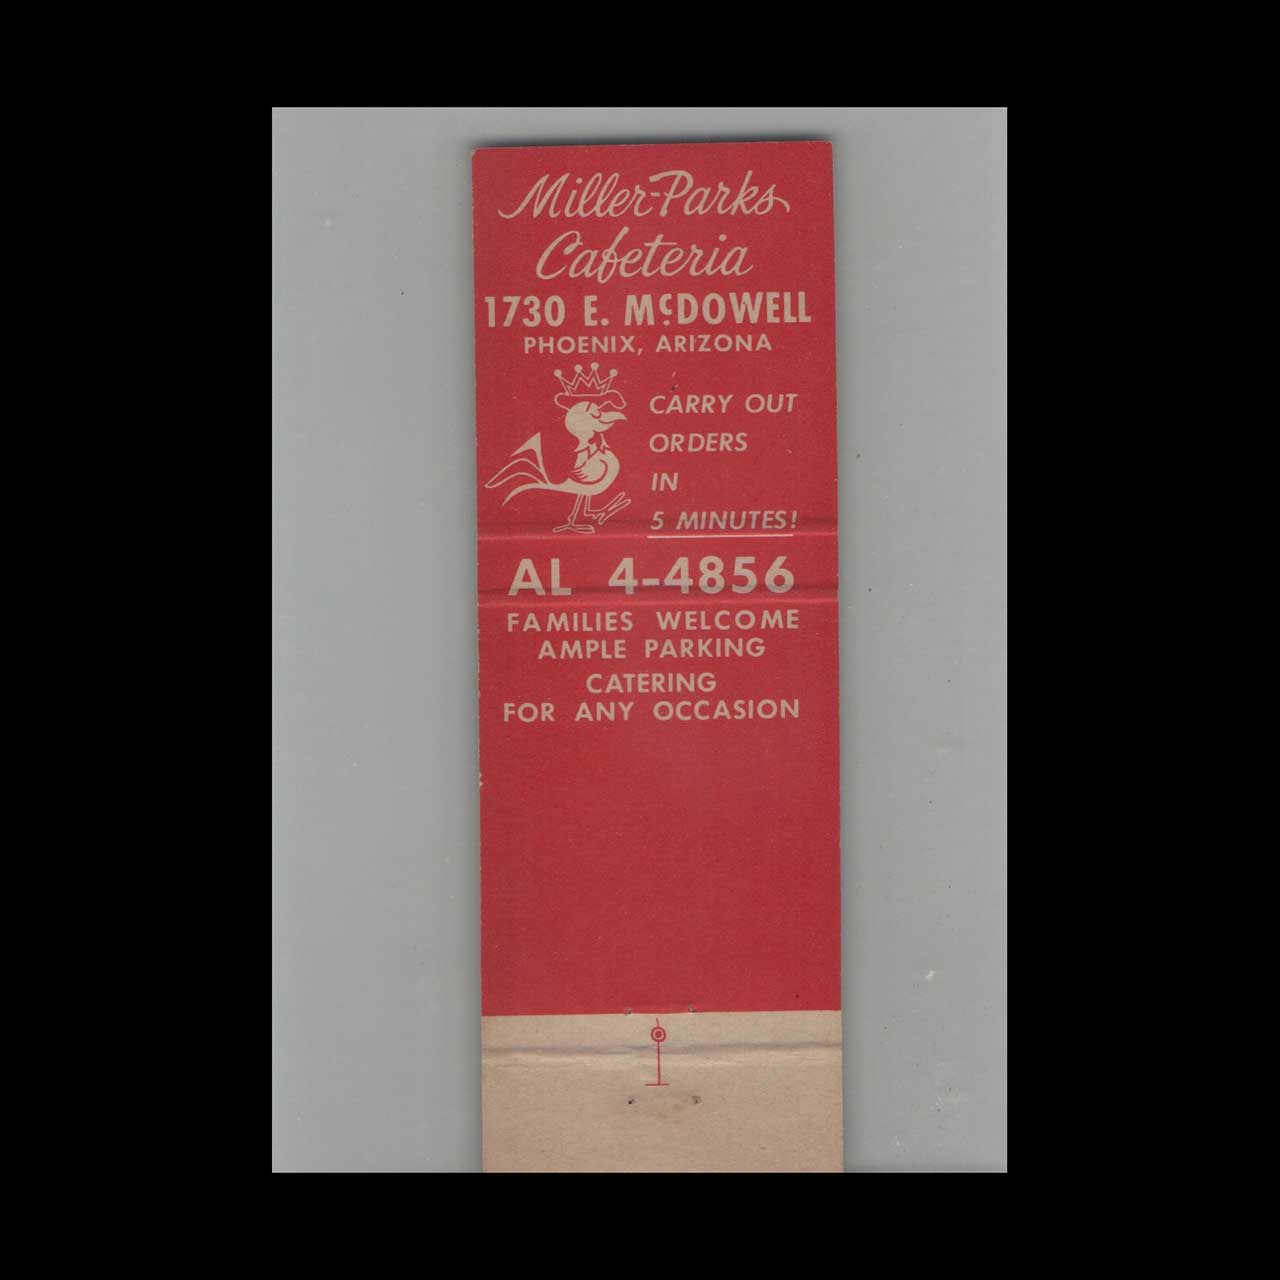 Miller-Parks
Cafeteria
1730 E. McDOWELL
PHOENIX, ARIZONA
CARRY OUT
ORDERS
IN
5 MINUTES!
AL 4-4856
FAMILIES WELCOME
AMPLE PARKING
CATERING
FOR ANY OCCASION